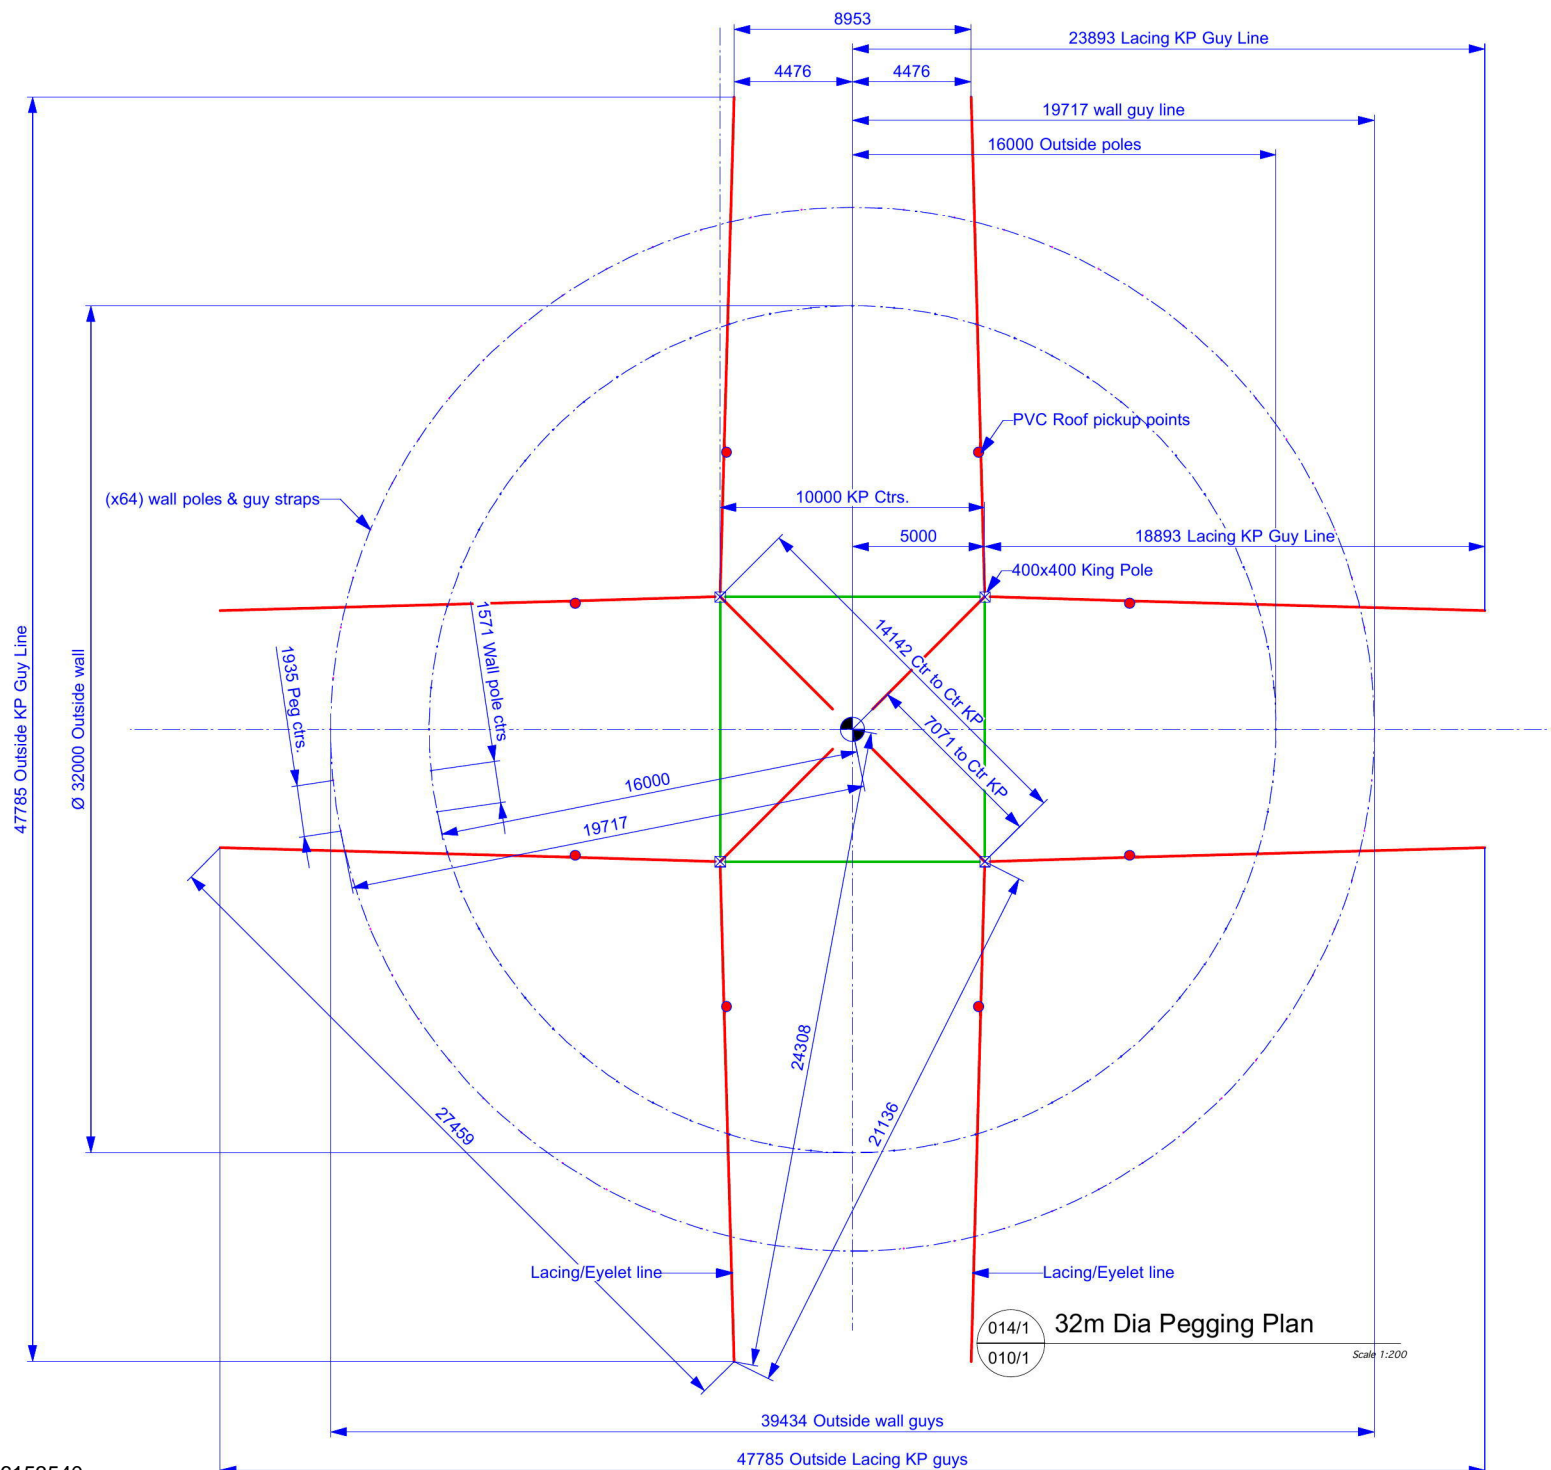 8953
23893 Lacing KP Guy Line
4476
4476
19717 wall guy line
16000 Outside poles
PVC Roof pickup points
(x64) wall poles & guy straps
10000 KP Ctrs.
5000
18893 Lacing KP Guy Line
400x400 King Pole
47785 Outside KP Guy Line
Ø 32000 Outside wall
1935 Peg ctrs.
1571 Wall pole ctrs
14142 Ctr to Ctr KP
7071 to Ctr KP
16000
19717
24308
21136
27459
Lacing/Eyelet line
Lacing/Eyelet line
014/1
010/1
32m Dia Pegging Plan
Scale 1:200
39434 Outside wall guys
47785 Outside Lacing KP guys